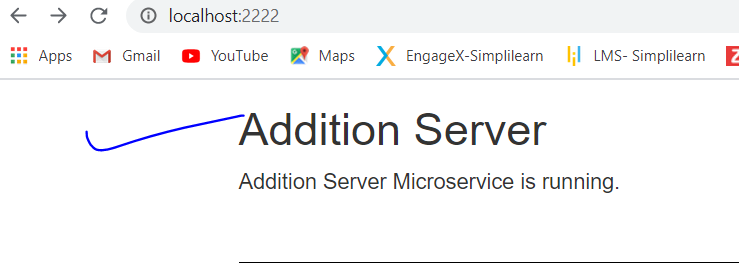 localhost:2222
Apps Gmail YouTube Maps EngageX-Simplilearn LMS- Simplilearn
Addition Server
Addition Server Microservice is running.